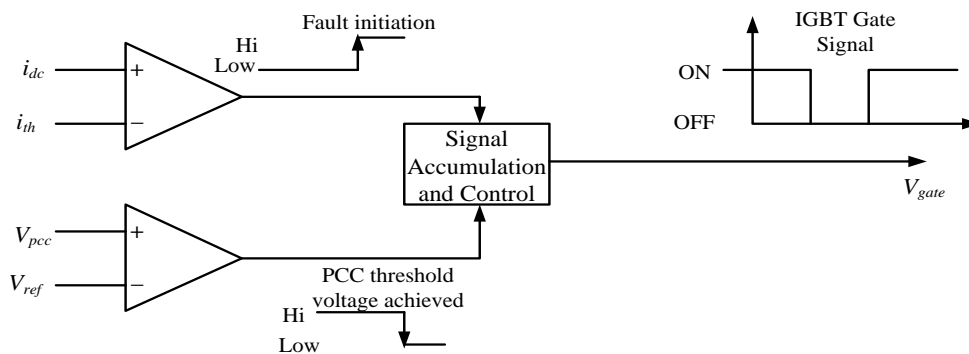 Fault initiation
Hi
Low
i_dc
+
i_th
−
Signal
Accumulation
and Control
IGBT Gate
Signal
ON
OFF
V_gate
V_pcc
+
V_ref
−
PCC threshold
voltage achieved
Hi
Low